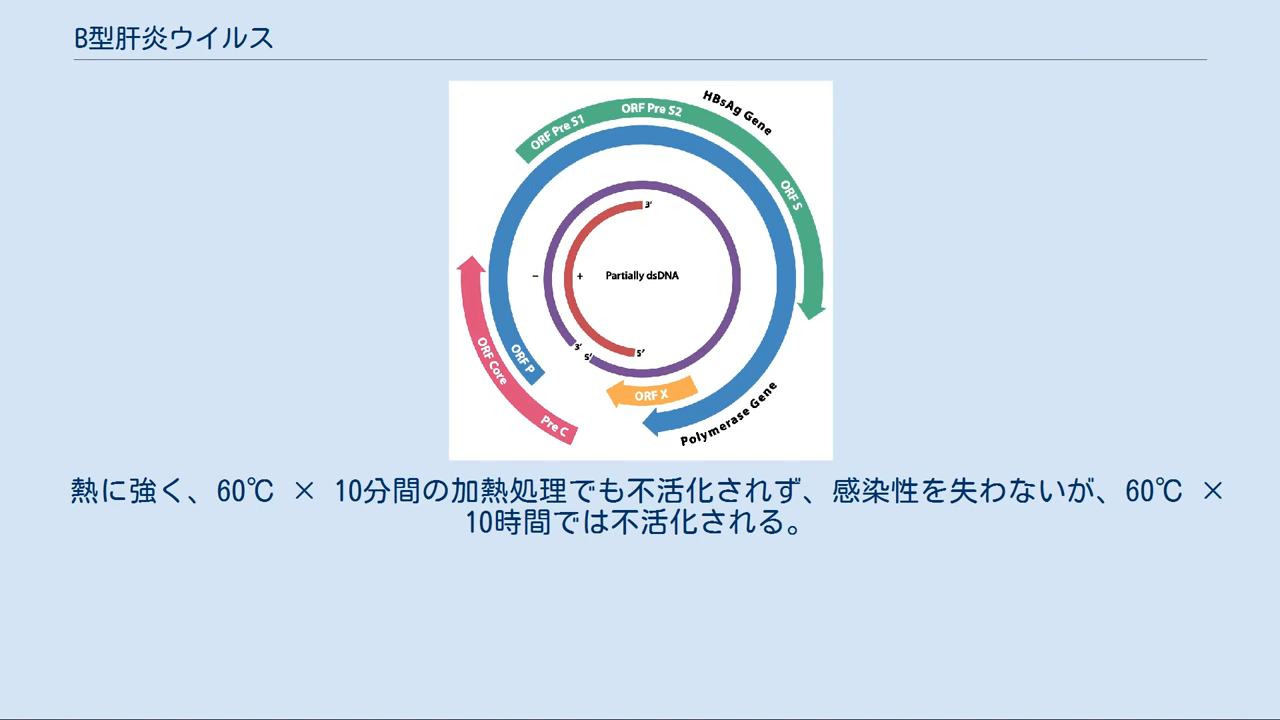 B型肝炎ウイルス
HBsAg Gene
ORF Pre S1
ORF Pre S2
ORF S
3’
− + Partially dsDNA
3’
5’
5’
ORF P
ORF Core
Pre C
ORF X
Polymerase Gene
熱に強く、60℃ × 10分間の加熱処理でも不活化されず、感染性を失わないが、60℃ ×
10時間では不活化される。